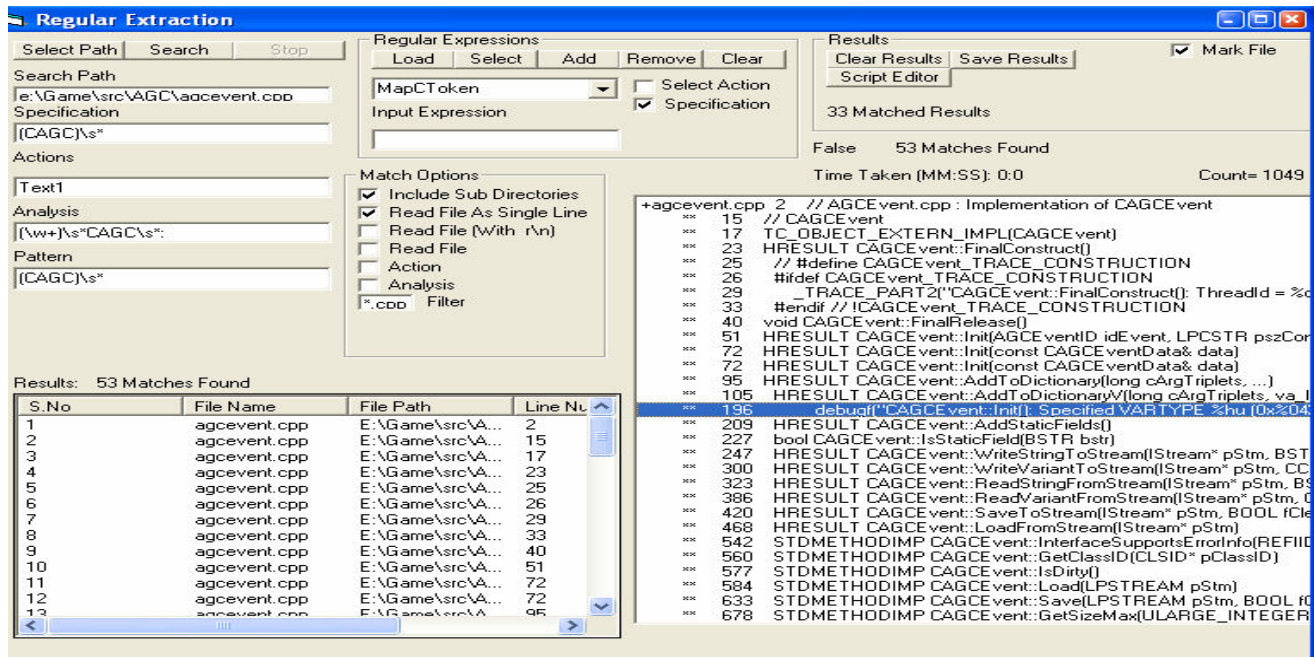 Regular Extraction
Select Path Search Stop
Search Path
e:\Game\src\AGC\agcevent.cpp
Specification
(CAGC)\s*
Actions
Text1
Analysis
(\w+)\s*CAGC\s*:
Pattern
(CAGC)\s*
Regular Expressions
Load Select Add Remove Clear
MapCToken
Select Action
Specification
Input Expression
Match Options
Include Sub Directories
Read File As Single Line
Read File (With \r\n)
Read File
Action
Analysis
*.cpp Filter
Results
Clear Results Save Results
Script Editor
Mark File
33 Matched Results
False 53 Matches Found
Time Taken (MM:SS): 0:0 Count= 1049
Results: 53 Matches Found
S.No File Name File Path Line Nu
1 agcevent.cpp E:\Game\src\A... 2
2 agcevent.cpp E:\Game\src\A... 15
3 agcevent.cpp E:\Game\src\A... 17
4 agcevent.cpp E:\Game\src\A... 23
5 agcevent.cpp E:\Game\src\A... 25
6 agcevent.cpp E:\Game\src\A... 26
7 agcevent.cpp E:\Game\src\A... 29
8 agcevent.cpp E:\Game\src\A... 33
9 agcevent.cpp E:\Game\src\A... 40
10 agcevent.cpp E:\Game\src\A... 51
11 agcevent.cpp E:\Game\src\A... 72
12 agcevent.cpp E:\Game\src\A... 72
13 agcevent.cpp E:\Game\src\A 95
+agcevent.cpp 2 // AGCEvent.cpp : Implementation of CAGCEvent
** 15 // CAGCEvent
** 17 TC_OBJECT_EXTERN_IMPL(CAGCEvent)
** 23 HRESULT CAGCEvent::FinalConstruct()
** 25 // #define CAGCEvent_TRACE_CONSTRUCTION
** 26 #ifdef CAGCEvent_TRACE_CONSTRUCTION
** 29 _TRACE_PART2("CAGCEvent::FinalConstruct(): ThreadId = %d
** 33 #endif // !CAGCEvent_TRACE_CONSTRUCTION
** 40 void CAGCEvent::FinalRelease()
** 51 HRESULT CAGCEvent::Init(AGCEventID idEvent, LPCSTR pszCon
** 72 HRESULT CAGCEvent::Init(const CAGCEventData& data)
** 72 HRESULT CAGCEvent::Init(const CAGCEventData& data)
** 95 HRESULT CAGCEvent::AddToDictionary(long cArgTriplets, ...)
** 105 HRESULT CAGCEvent::AddToDictionaryV(long cArgTriplets, va_l
** 196 debugf("CAGCEvent::Init(): Specified VARTYPE %hu (0x%04
** 209 HRESULT CAGCEvent::AddStaticFields()
** 227 bool CAGCEvent::IsStaticField(BSTR bstr)
** 247 HRESULT CAGCEvent::WriteStringToStream(IStream* pStm, BST
** 300 HRESULT CAGCEvent::WriteVariantToStream(IStream* pStm, CC
** 323 HRESULT CAGCEvent::ReadStringFromStream(IStream* pStm, BS
** 386 HRESULT CAGCEvent::ReadVariantFromStream(IStream* pStm, C
** 420 HRESULT CAGCEvent::SaveToStream(IStream* pStm, BOOL fCle
** 468 HRESULT CAGCEvent::LoadFromStream(IStream* pStm)
** 542 STDMETHODIMP CAGCEvent::InterfaceSupportsErrorInfo(REFIID
** 560 STDMETHODIMP CAGCEvent::GetClassID(CLSID* pClassID)
** 577 STDMETHODIMP CAGCEvent::IsDirty()
** 584 STDMETHODIMP CAGCEvent::Load(LPSTREAM pStm)
** 633 STDMETHODIMP CAGCEvent::Save(LPSTREAM pStm, BOOL fC
** 678 STDMETHODIMP CAGCEvent::GetSizeMax(ULARGE_INTEGER